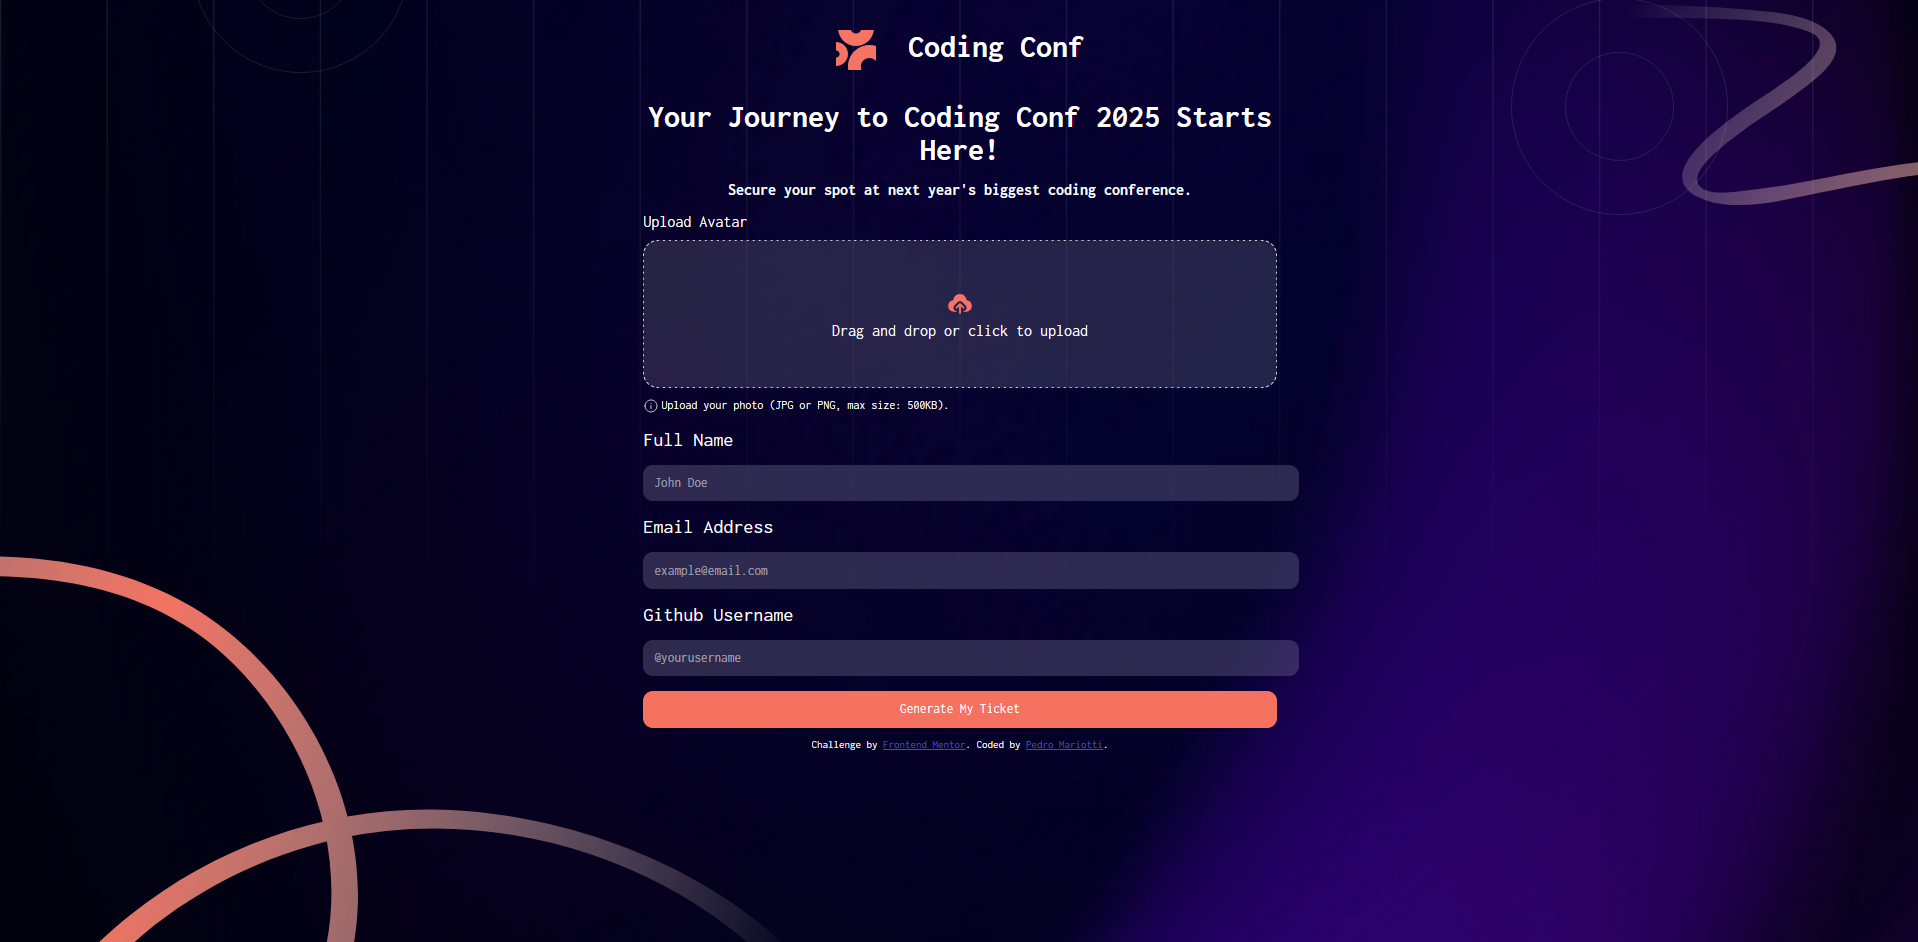 Coding Conf
Your Journey to Coding Conf 2025 Starts
Here!
Secure your spot at next year's biggest coding conference.
Upload Avatar
Drag and drop or click to upload
Upload your photo (JPG or PNG, max size: 500KB).
Full Name
John Doe
Email Address
example@email.com
Github Username
@yourusername
Generate My Ticket
Challenge by Frontend Mentor. Coded by Pedro Mariotti.